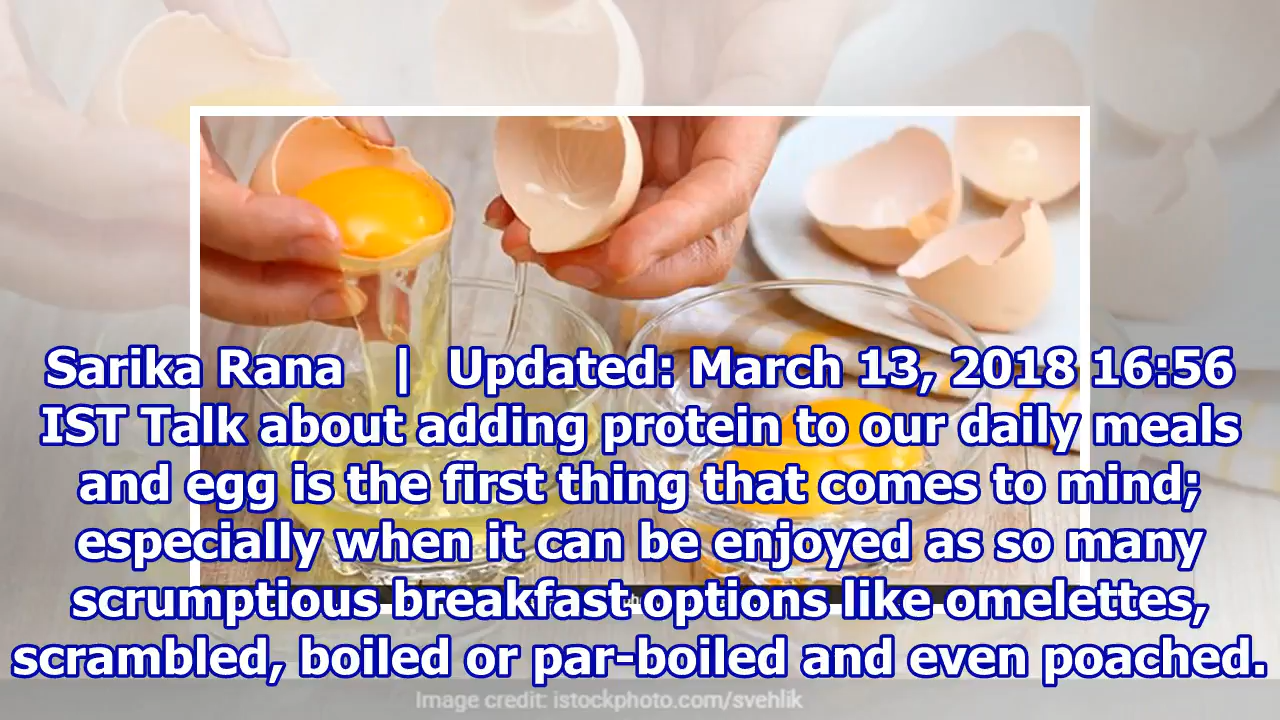 Sarika Rana | Updated: March 13, 2018 16:56
IST Talk about adding protein to our daily meals
and egg is the first thing that comes to mind;
especially when it can be enjoyed as so many
scrumptious breakfast options like omelettes,
scrambled, boiled or par-boiled and even poached.
Image credit: istockphoto.com/svehlik